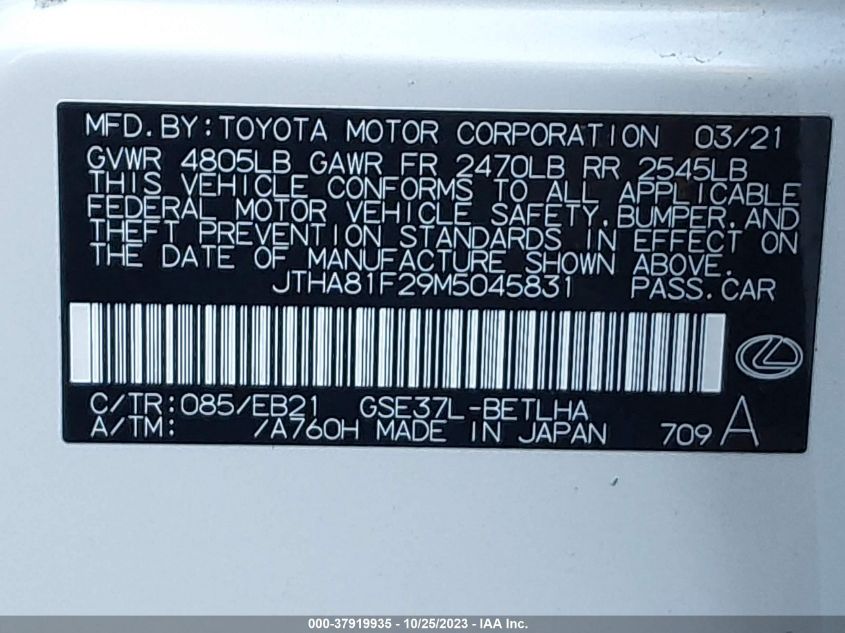 MFD.BY:TOYOTA MOTOR CORPORATION 03/21
GVWR 4805LB GAWR FR 2470LB RR 2545LB
THIS VEHICLE CONFORMS TO ALL APPLICABLE
FEDERAL MOTOR VEHICLE SAFETY,BUMPER,AND
THEFT PREVENTION STANDARDS IN EFFECT ON
THE DATE OF MANUFACTURE SHOWN ABOVE.
JTHA81F29M5045831 PASS.CAR
C/TR:085/EB21 GSE37L-BETLHA
A/TM: /A760H MADE IN JAPAN 709 A
000-37919935 - 10/25/2023 - IAA Inc.